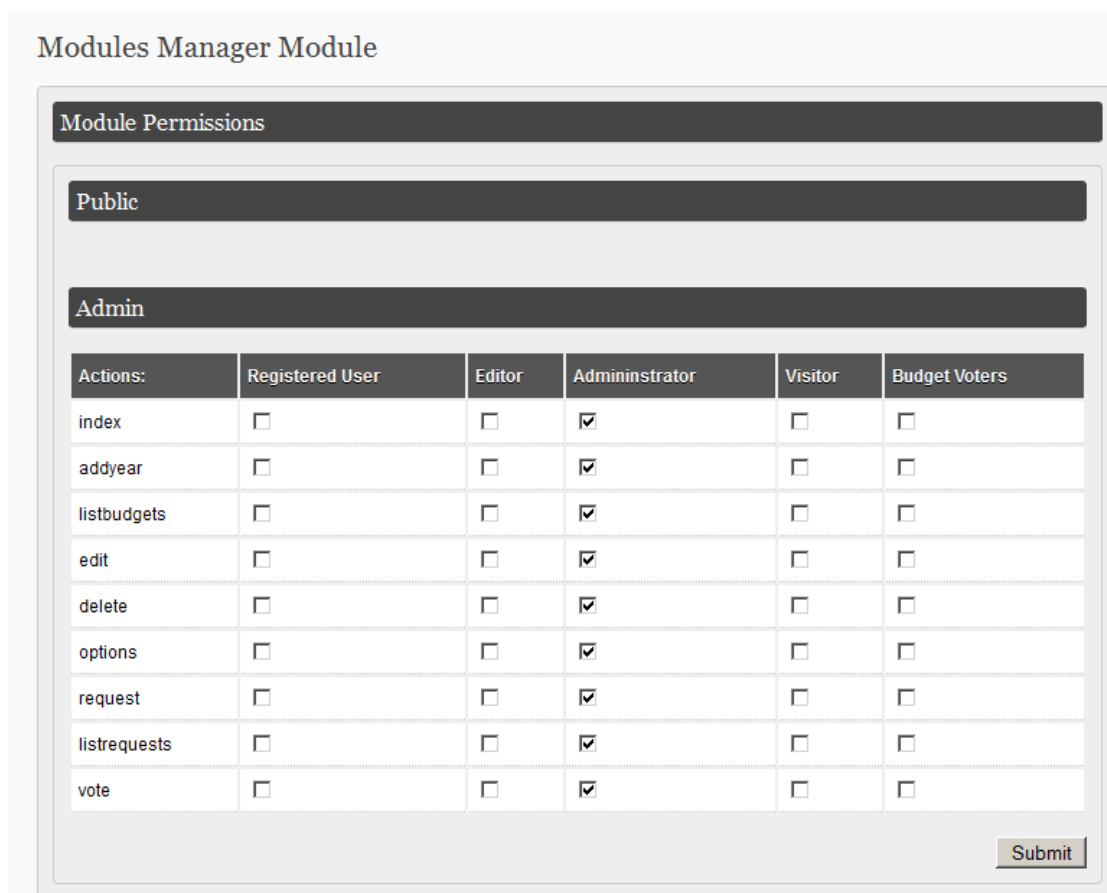 Modules Manager Module
Module Permissions
Public
Admin
Actions: Registered User Editor Admininstrator Visitor Budget Voters
index
addyear
listbudgets
edit
delete
options
request
listrequests
vote
Submit